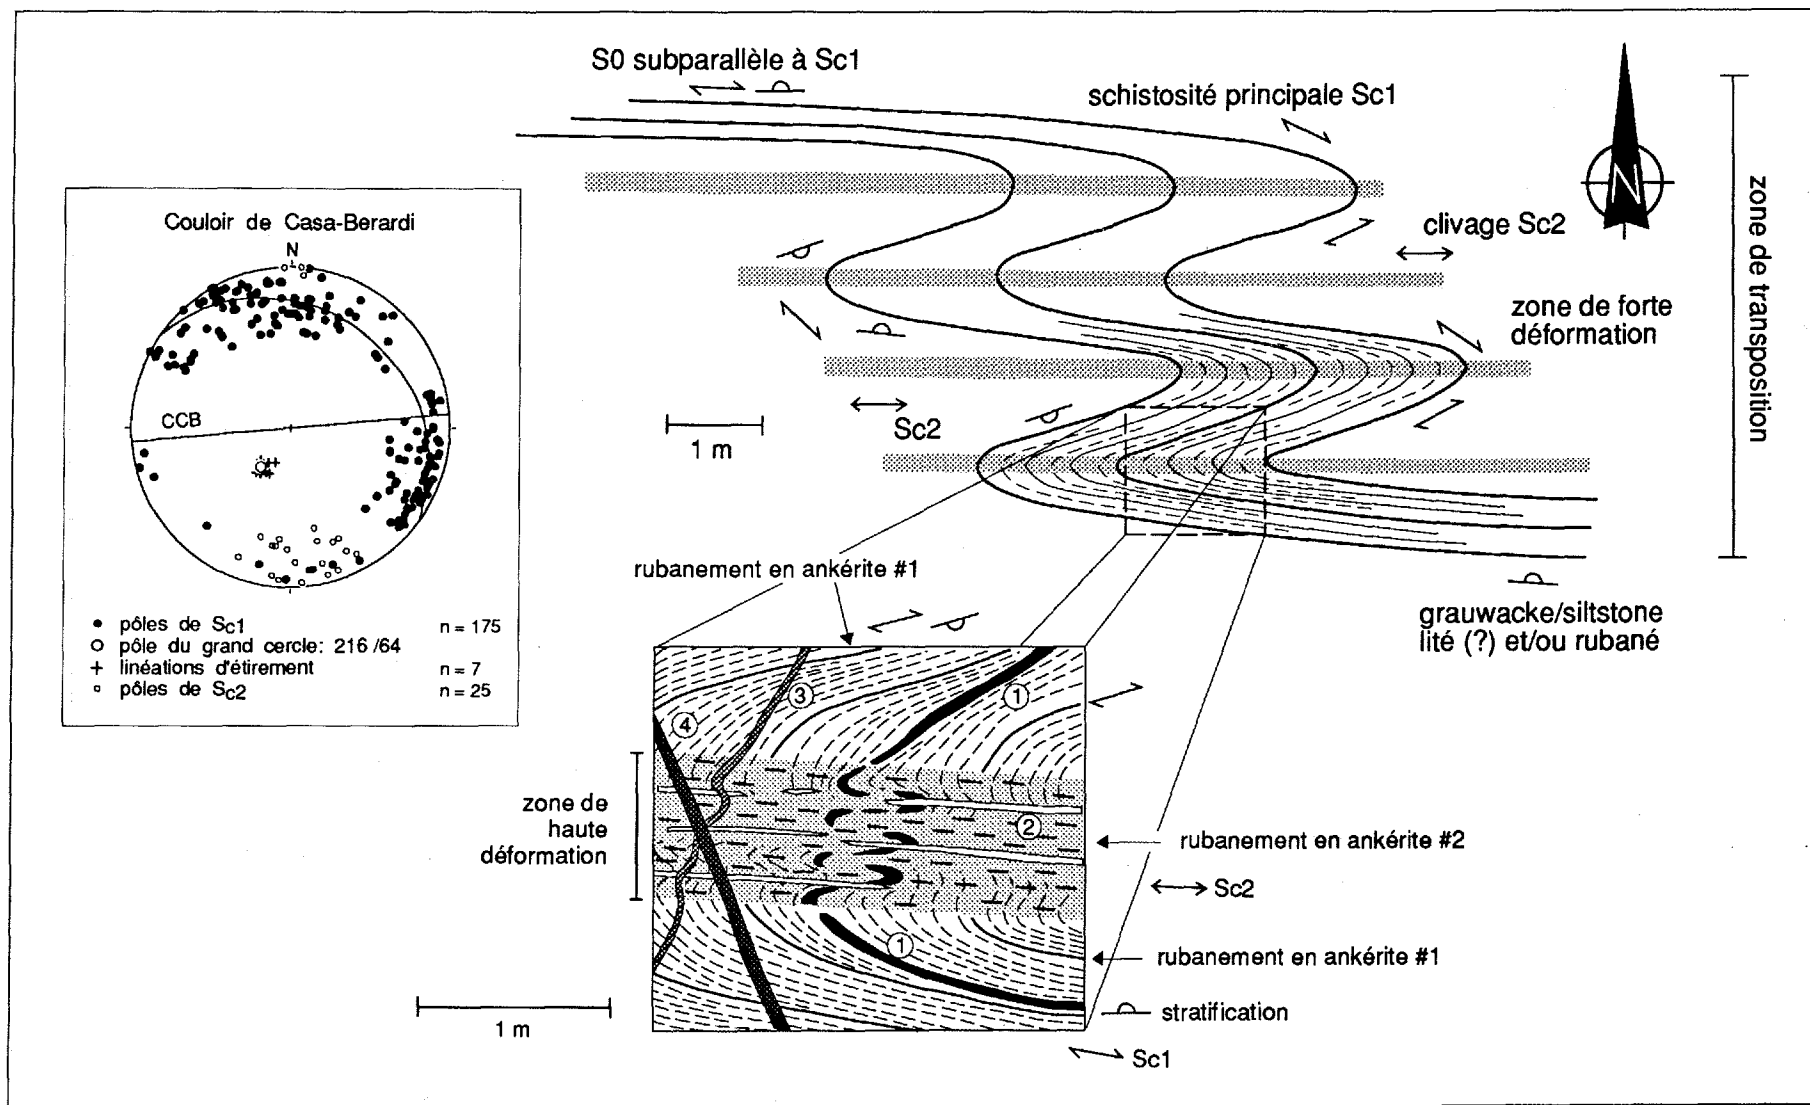 S0 subparallèle à Sc1
schistosité principale Sc1
N
clivage Sc2
zone de forte
déformation
zone de transposition
Sc2
1 m
grauwacke/siltstone
lité (?) et/ou rubané
Couloir de Casa-Berardi
N
CCB
pôles de Sc1 n = 175
pôle du grand cercle: 216 /64
linéations d'étirement n = 7
pôles de Sc2 n = 25
rubanement en ankérite #1
3
1
4
zone de
haute
déformation
2
rubanement en ankérite #2
Sc2
1
rubanement en ankérite #1
1 m
stratification
Sc1